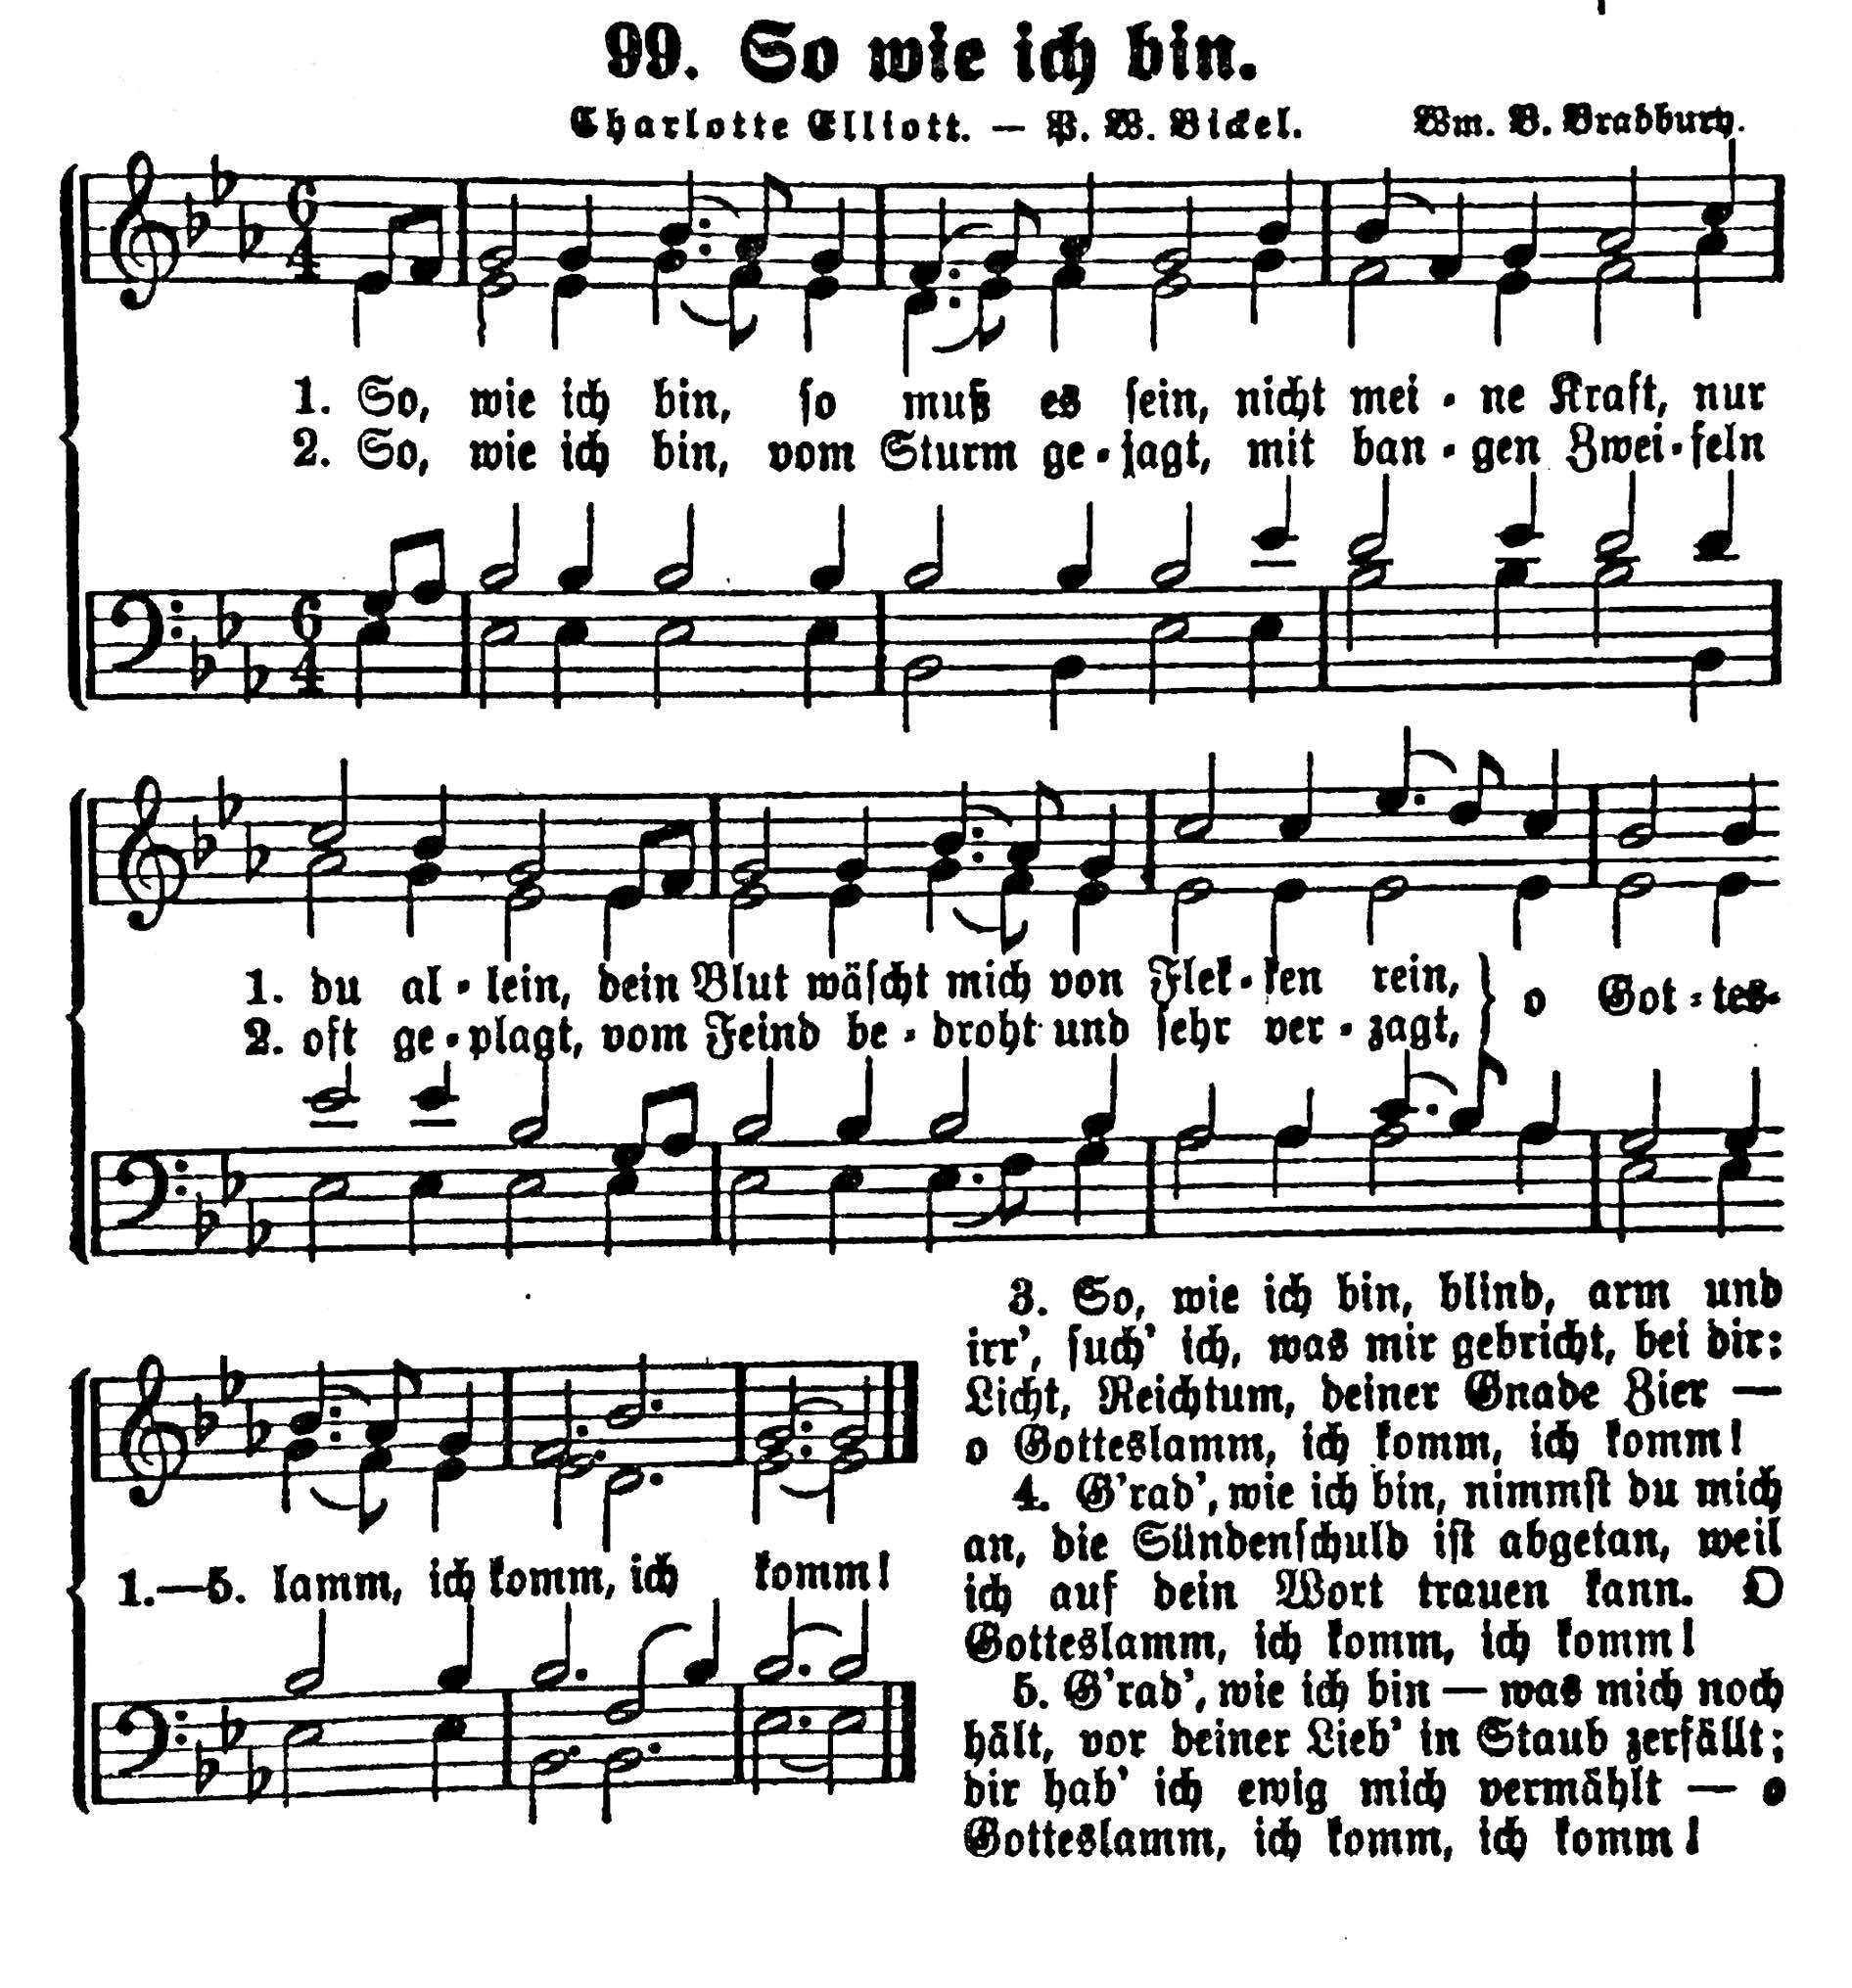 99. So wie ich bin.
Charlotte Elliott. — P. W. Bickel. Wm. B. Bradbury.
6 4
1. So, wie ich bin, ſo muß es ſein, nicht mei - ne Kraft, nur
2. So, wie ich bin, vom Sturm ge-jagt, mit ban - gen Zwei-feln
6 4
1. du al - lein, dein Blut wäſcht mich von Flek-ken rein, } o Got-tes-
2. oft ge-plagt, vom Feind be - droht und ſehr ver - zagt,
1.—5. lamm, ich komm, ich komm!
3. So, wie ich bin, blind, arm und
irr', ſuch' ich, was mir gebricht, bei dir:
Licht, Reichtum, deiner Gnade Zier —
o Gotteslamm, ich komm, ich komm!
4. G'rad', wie ich bin, nimmſt du mich
an, die Sündenſchuld iſt abgetan, weil
ich auf dein Wort trauen kann. O
Gotteslamm, ich komm, ich komm!
5. G'rad', wie ich bin — was mich noch
hält, vor deiner Lieb' in Staub zerfällt;
dir hab' ich ewig mich vermählt — o
Gotteslamm, ich komm, ich komm!